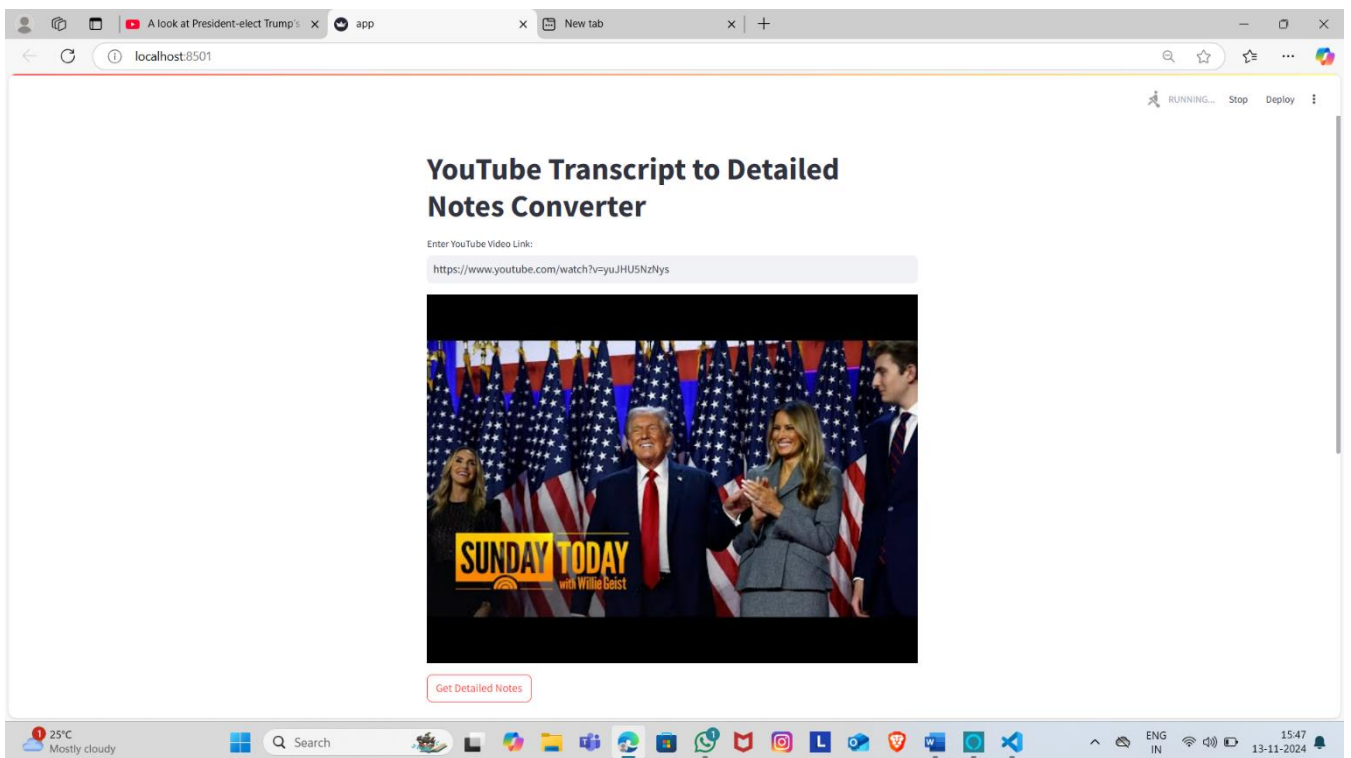 A look at President-elect Trump's
app
New tab
localhost:8501
RUNNING...
Stop
Deploy
YouTube Transcript to Detailed
Notes Converter
Enter YouTube Video Link:
https://www.youtube.com/watch?v=yuJHU5NzNys
SUNDAY TODAY
with Willie Geist
Get Detailed Notes
1
25°C
Mostly cloudy
Search
1
L
ENG
IN
15:47
13-11-2024